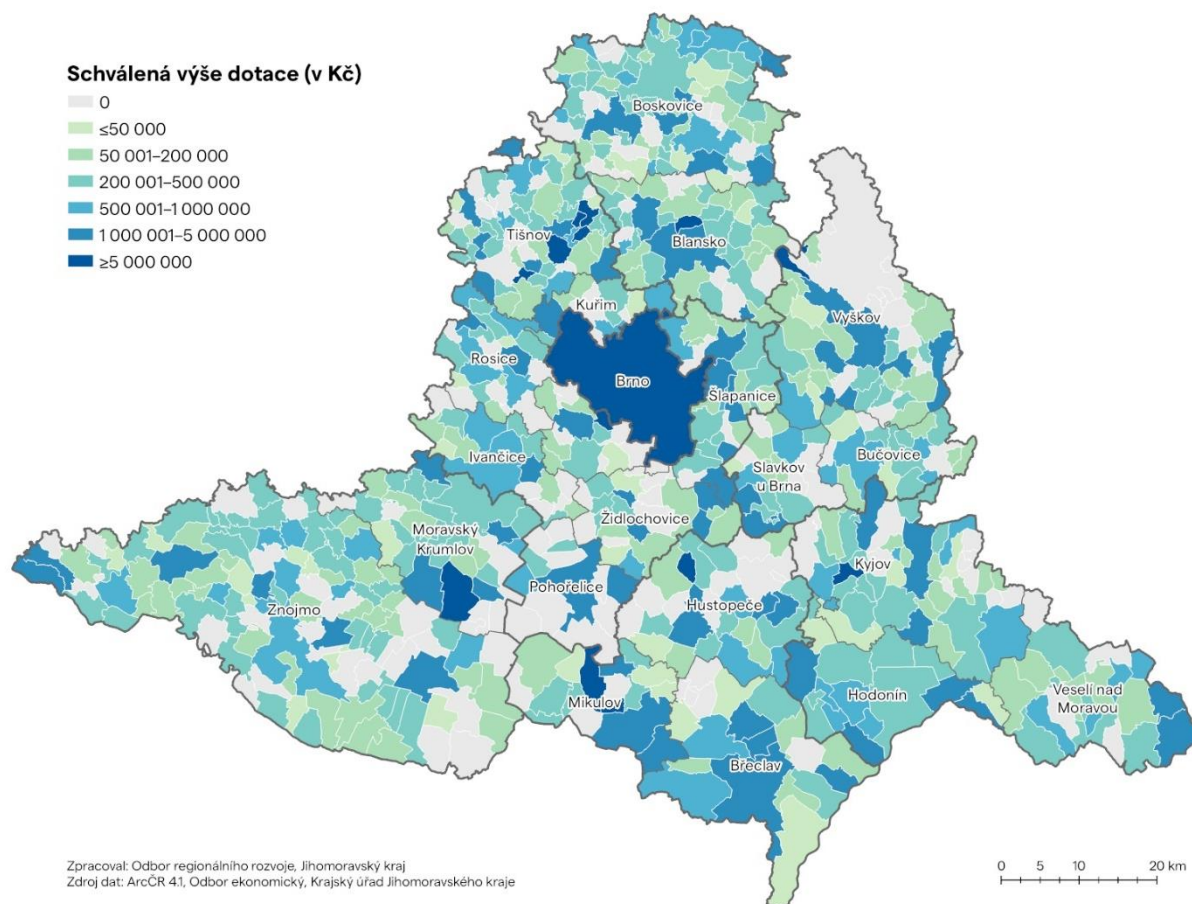 Schválená výše dotace (v Kč)
0
≤50 000
50 001–200 000
200 001–500 000
500 001–1 000 000
1 000 001–5 000 000
≥5 000 000
Boskovice
Tišnov
Blansko
Kuřim
Vyškov
Rosice
Brno
Šlapanice
Ivančice
Slavkov
u Brna
Bučovice
Moravský
Krumlov
Židlochovice
Kyjov
Pohořelice
Hustopeče
Znojmo
Mikulov
Hodonín
Veselí nad
Moravou
Břeclav
Zpracoval: Odbor regionálního rozvoje, Jihomoravský kraj
Zdroj dat: ArcČR 4.1, Odbor ekonomický, Krajský úřad Jihomoravského kraje
0 5 10 20 km